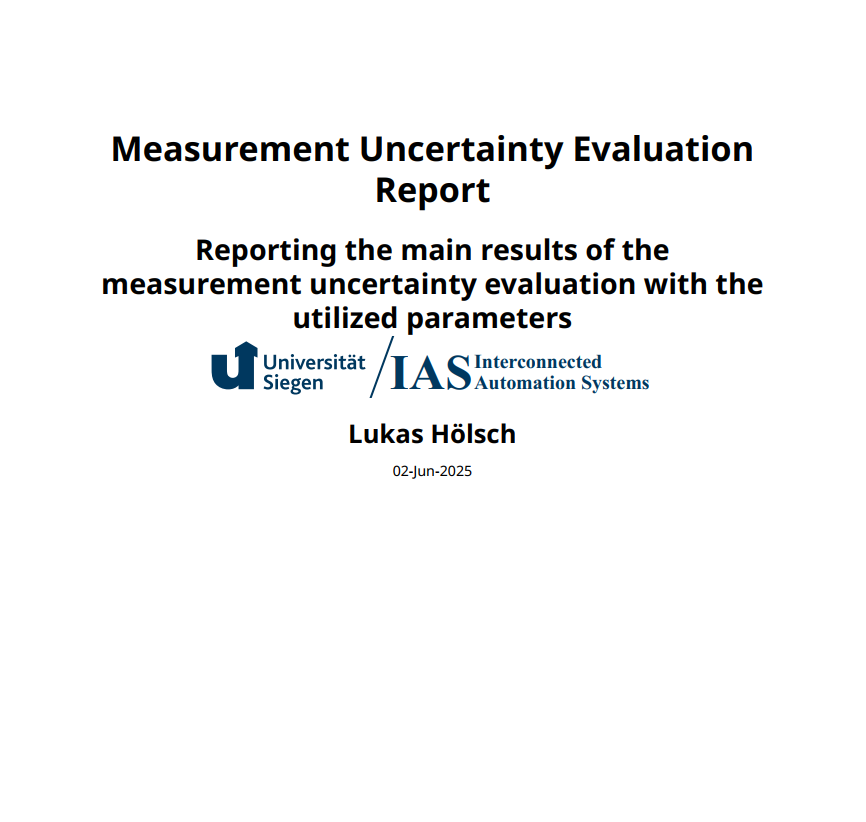 Measurement Uncertainty Evaluation
Report
Reporting the main results of the
measurement uncertainty evaluation with the
utilized parameters
Universität
Siegen
IAS
Interconnected
Automation Systems
Lukas Hölsch
02-Jun-2025